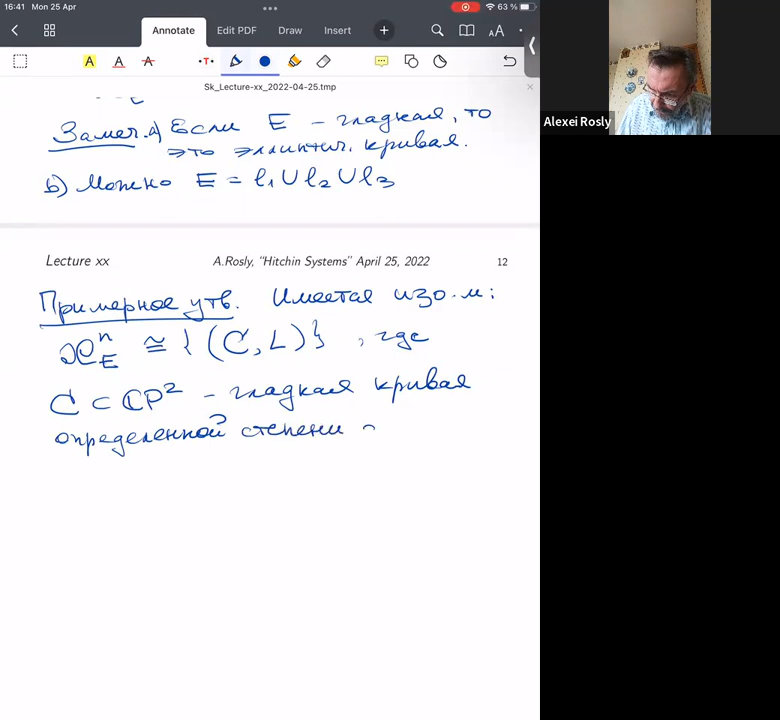 16:41 Mon 25 Apr
63 %
Annotate Edit PDF Draw Insert
Sk_Lecture-xx_2022-04-25.tmp
Alexei Rosly
Замеч. a) Если E – гладкая, то
это эллиптич. кривая.
b) Можно E = l₁ ∪ l₂ ∪ l₃
Lecture xx A.Rosly, "Hitchin Systems" April 25, 2022 12
Примерное утв. Имеется изо-м:
ℋⁿ_E ≅ { (C, L) } , где
C ⊂ ℂP² – гладкая кривая
определенной степени